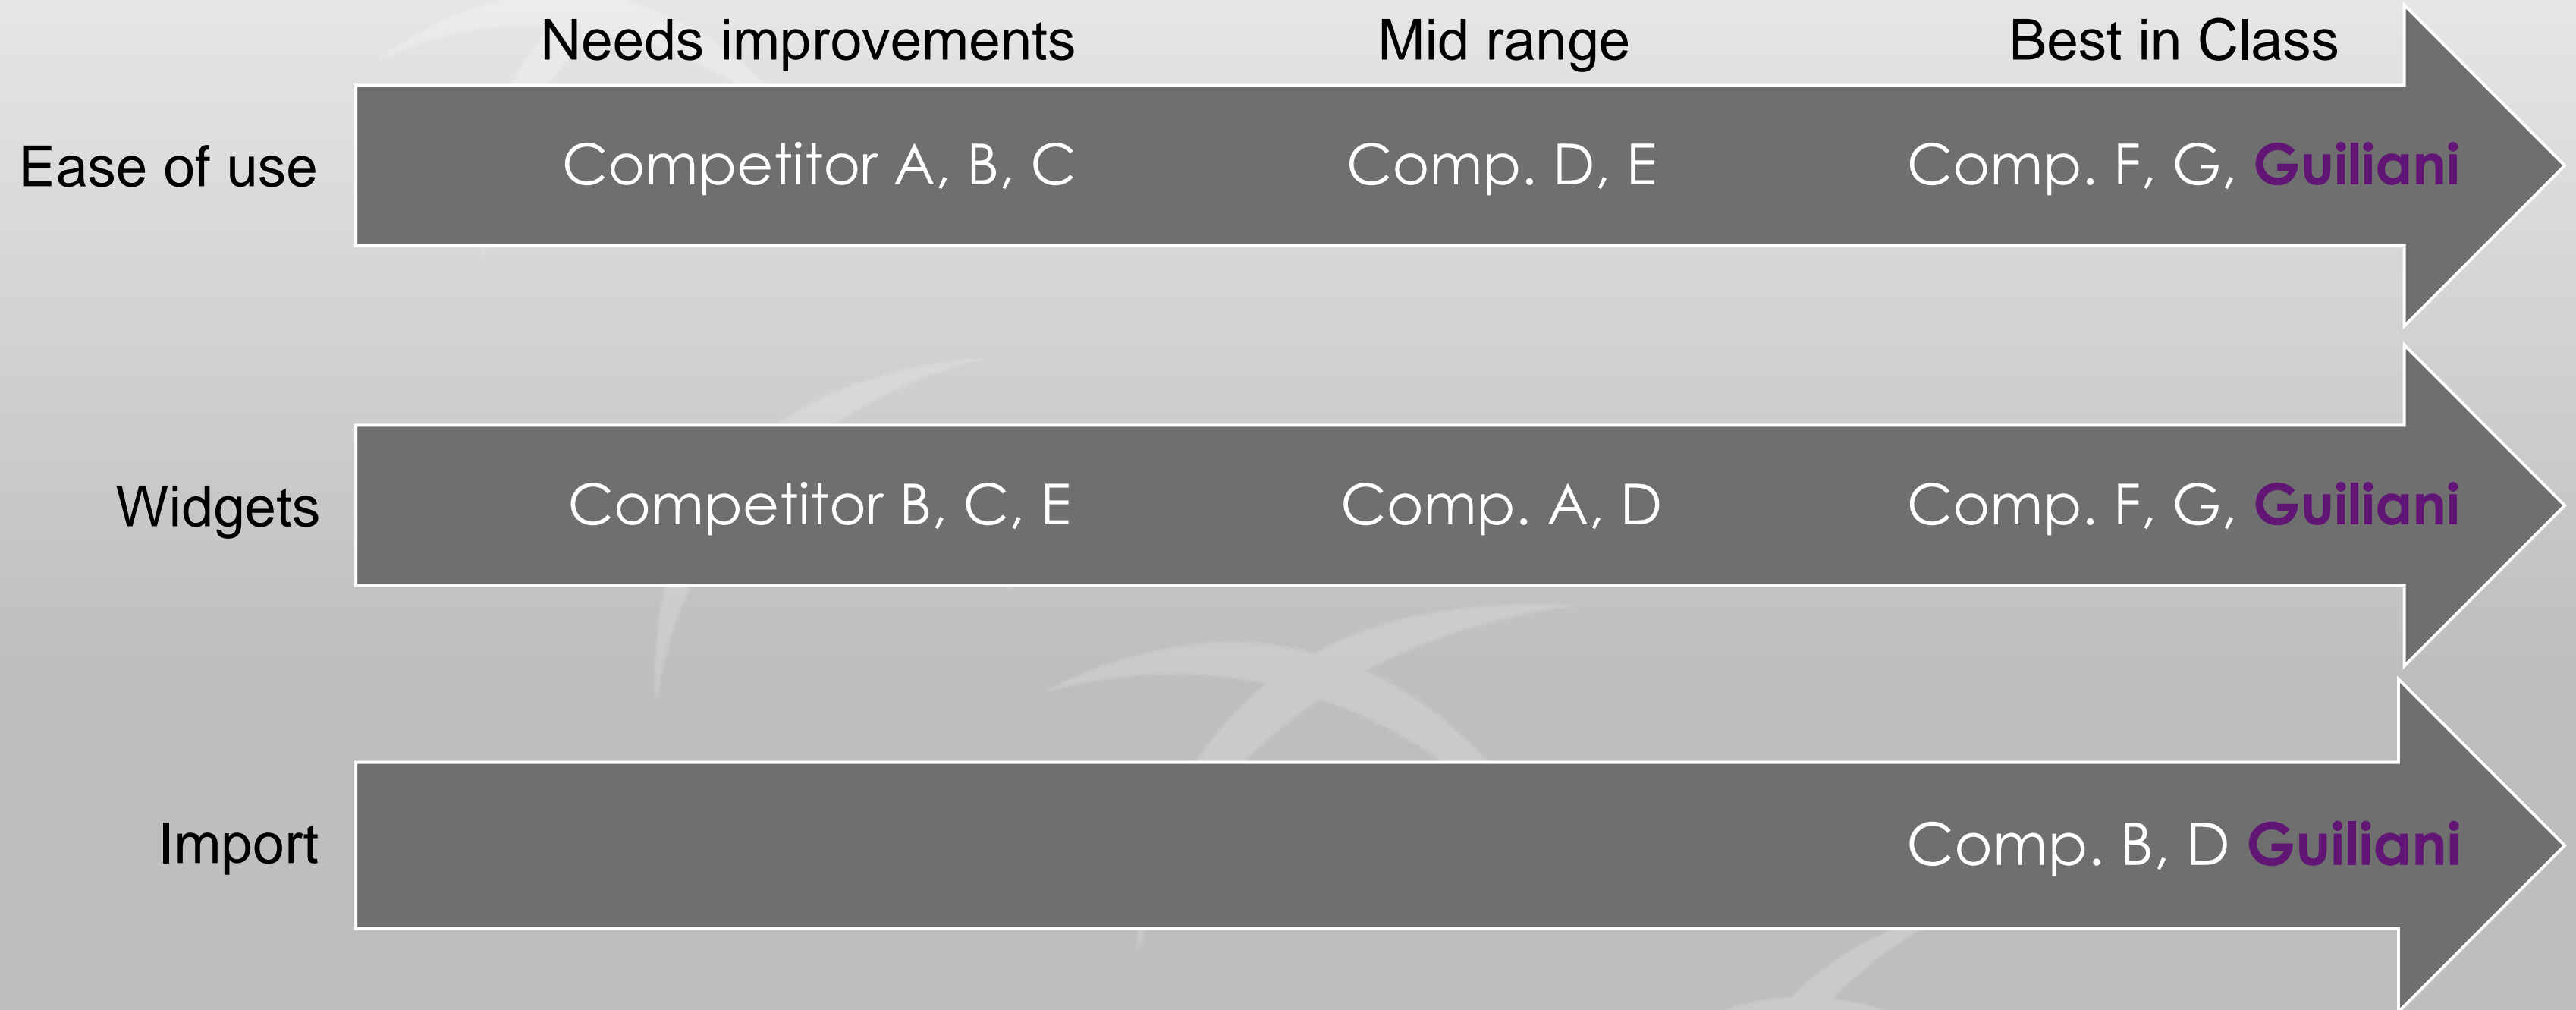 Needs improvements Mid range Best in Class
Ease of use Competitor A, B, C Comp. D, E Comp. F, G, Guiliani
Widgets Competitor B, C, E Comp. A, D Comp. F, G, Guiliani
Import Comp. B, D Guiliani